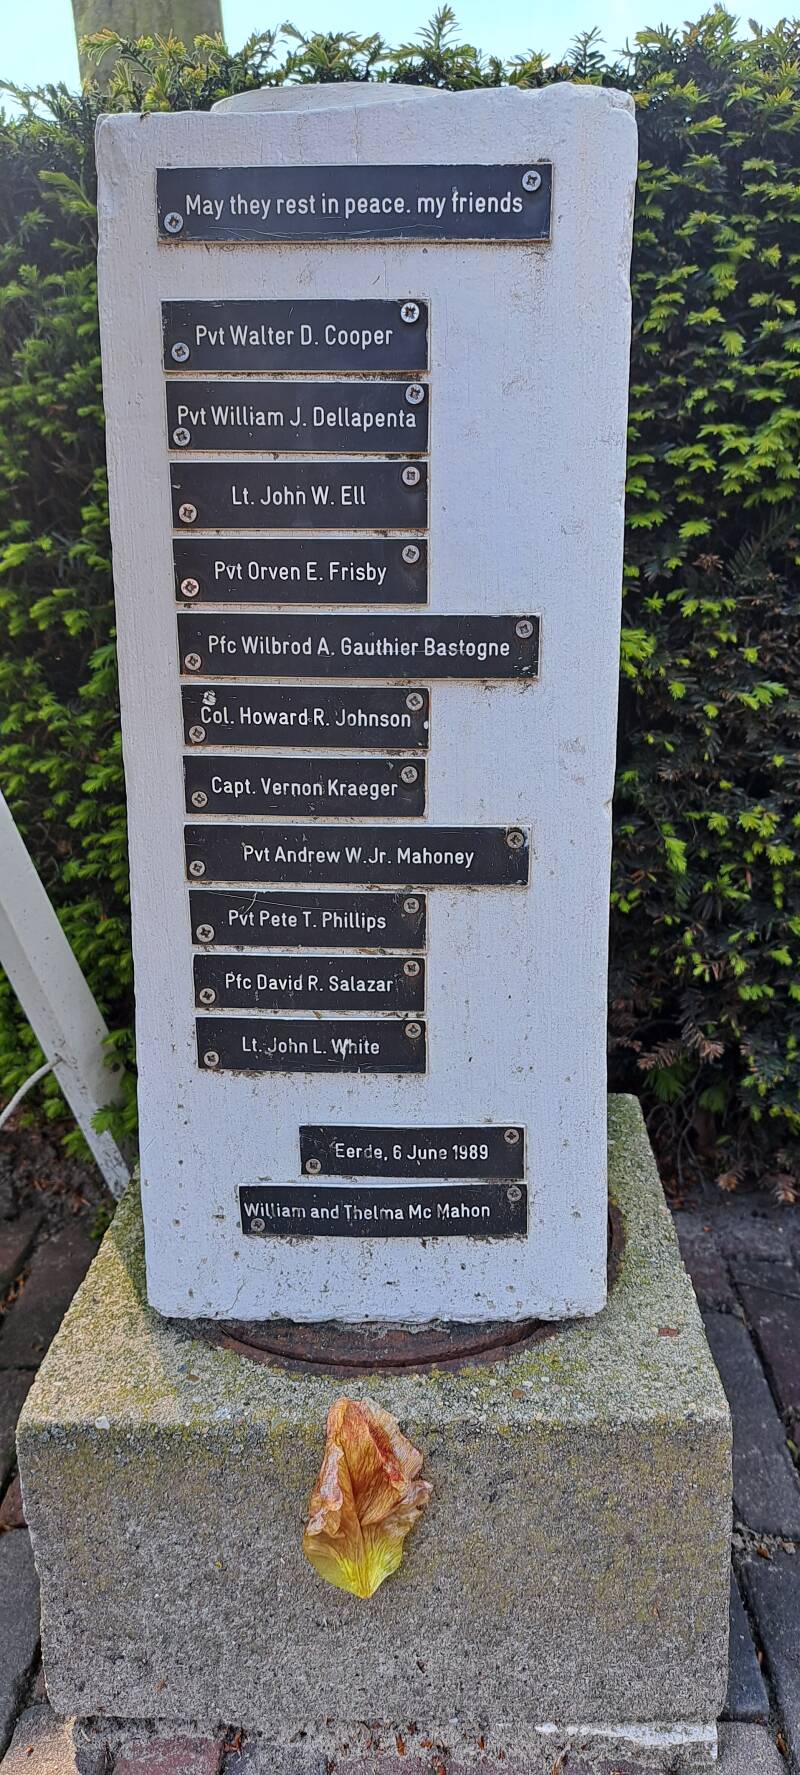 May they rest in peace. my friends
Pvt Walter D. Cooper
Pvt William J. Dellapenta
Lt. John W. Ell
Pvt Orven E. Frisby
Pfc Wilbrod A. Gauthier Bastogne
Col. Howard R. Johnson
Capt. Vernon Kraeger
Pvt Andrew W.Jr. Mahoney
Pvt Pete T. Phillips
Pfc David R. Salazar
Lt. John L. White
Eerde, 6 June 1989
William and Thelma Mc Mahon